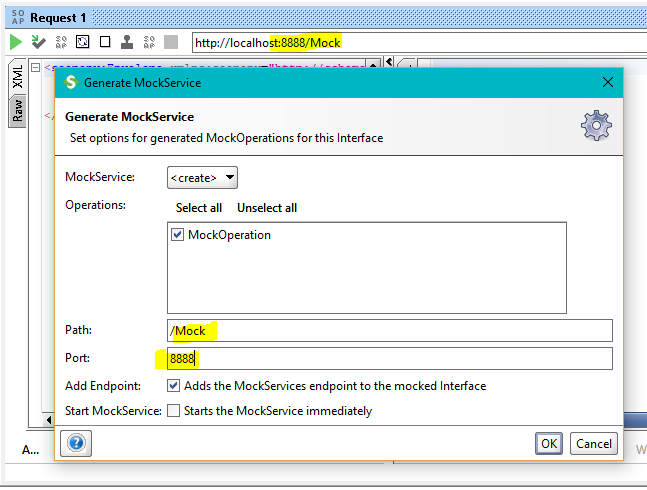 SO AP Request 1
SO AP http://localhost:8888/Mock
XML
Raw
Generate MockService
Generate MockService
Set options for generated MockOperations for this Interface
MockService: <create>
Operations: Select all Unselect all
MockOperation
Path: /Mock
Port: 8888
Add Endpoint: Adds the MockServices endpoint to the mocked Interface
Start MockService: Starts the MockService immediately
A...
? OK Cancel